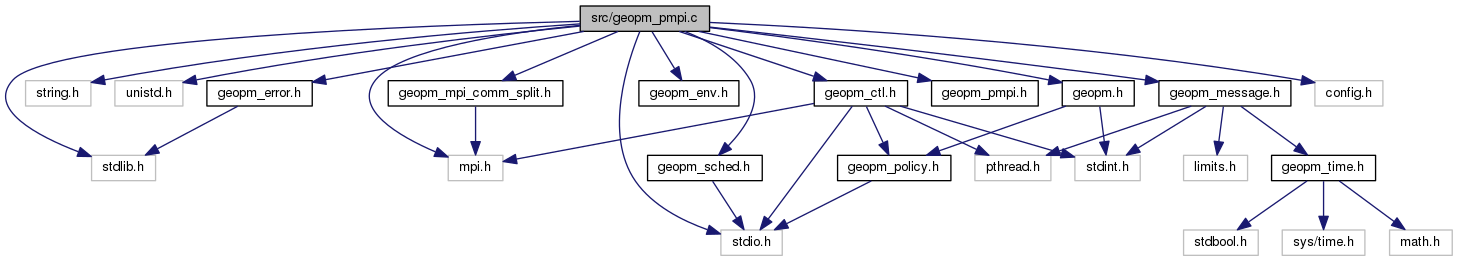 src/geopm_pmpi.c
string.h
unistd.h
geopm_error.h
geopm_mpi_comm_split.h
geopm_env.h
geopm_ctl.h
geopm_pmpi.h
geopm.h
geopm_message.h
config.h
stdlib.h
mpi.h
geopm_sched.h
geopm_policy.h
pthread.h
stdint.h
limits.h
geopm_time.h
stdio.h
stdbool.h
sys/time.h
math.h